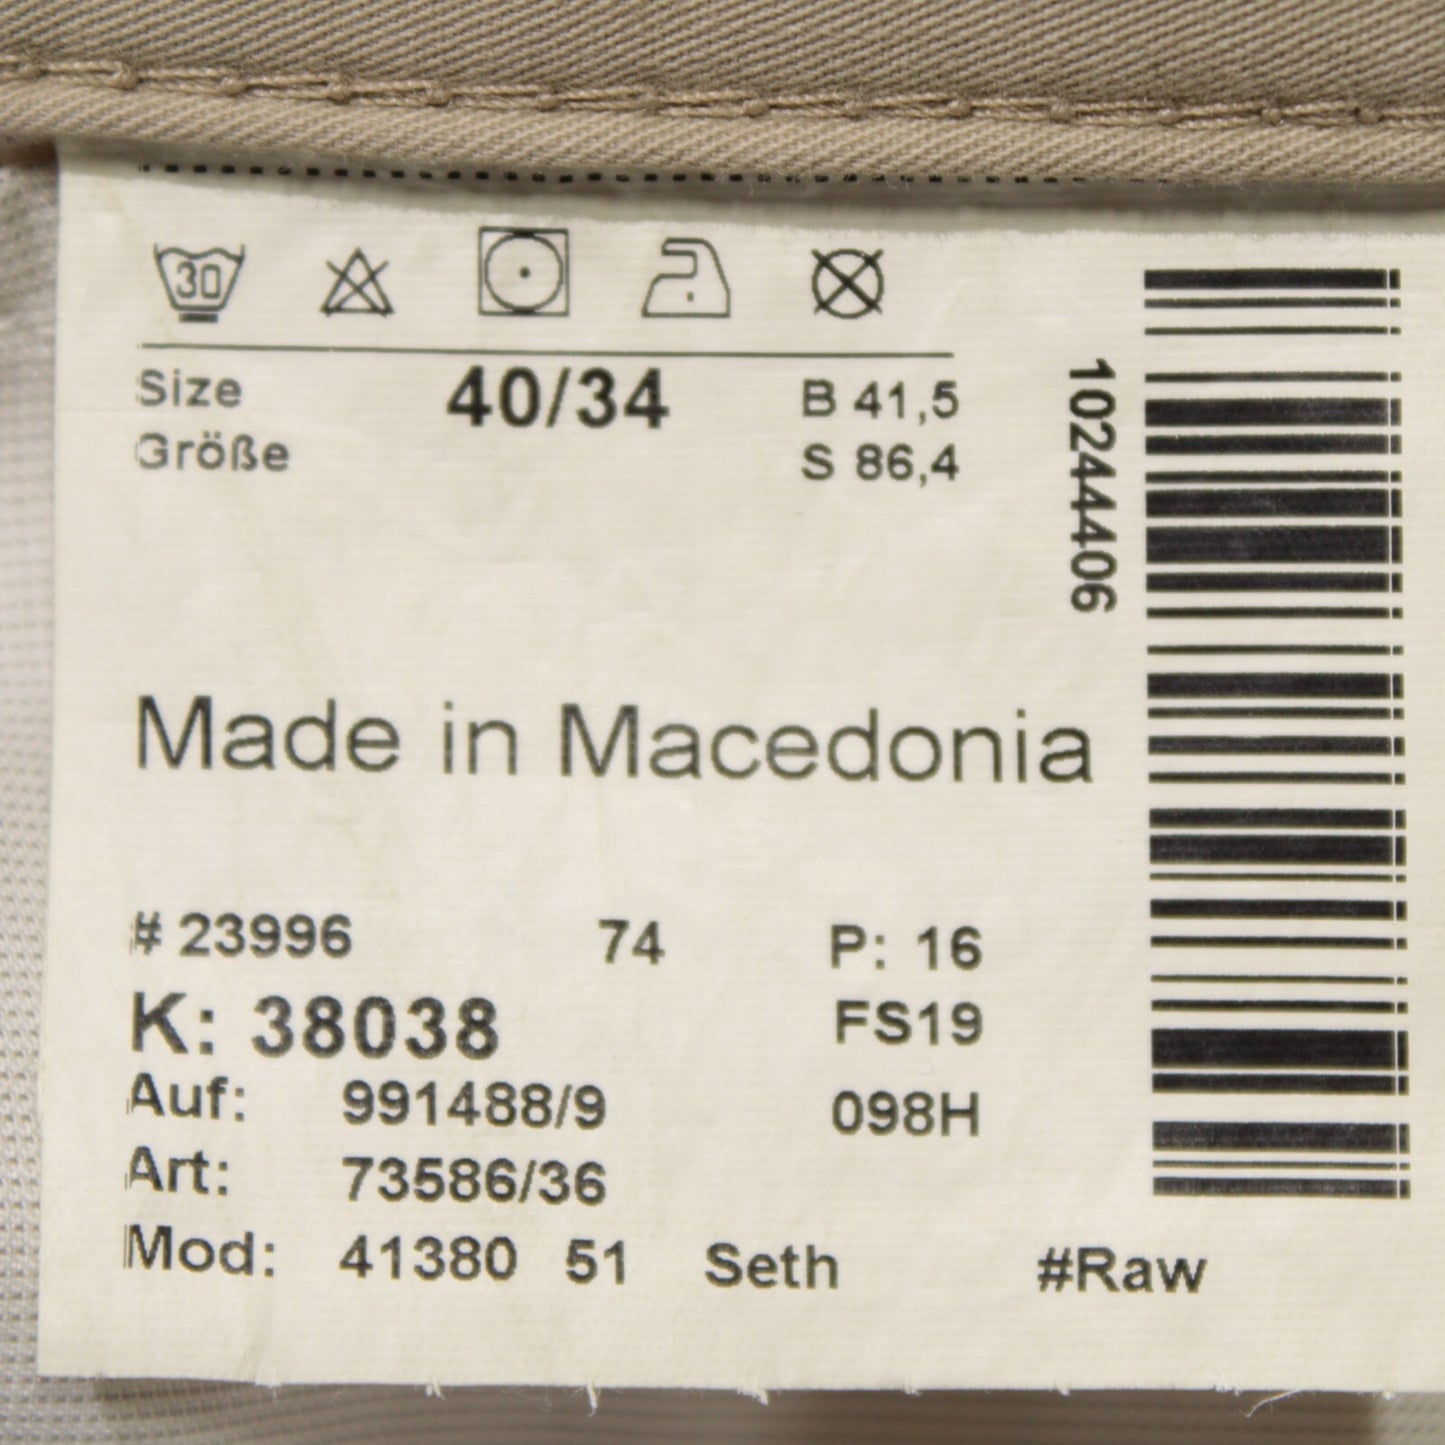 30
Size 40/34 B 41,5
Größe S 86,4
10244406
Made in Macedonia
# 23996 74 P: 16
K: 38038 FS19
Auf: 991488/9 098H
Art: 73586/36
Mod: 41380 51 Seth #Raw